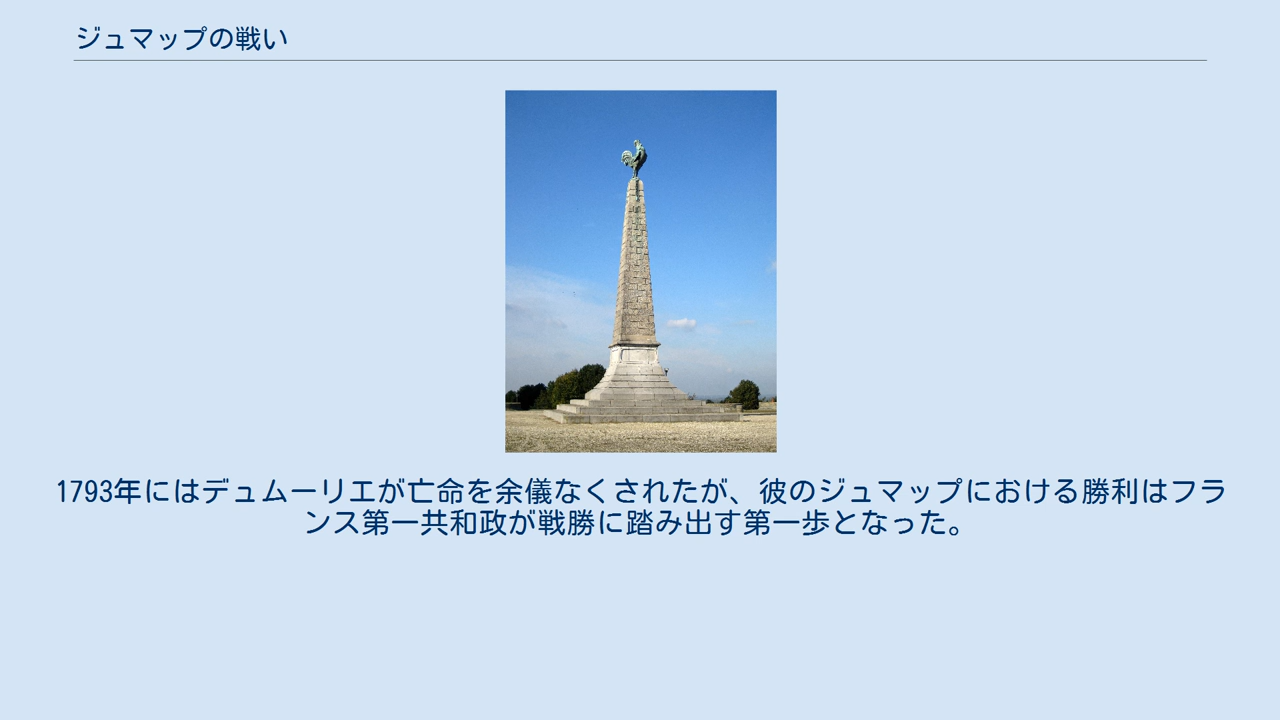 ジュマップの戦い
1793年にはデュムーリエが亡命を余儀なくされたが、彼のジュマップにおける勝利はフラ
ンス第一共和政が戦勝に踏み出す第一歩となった。